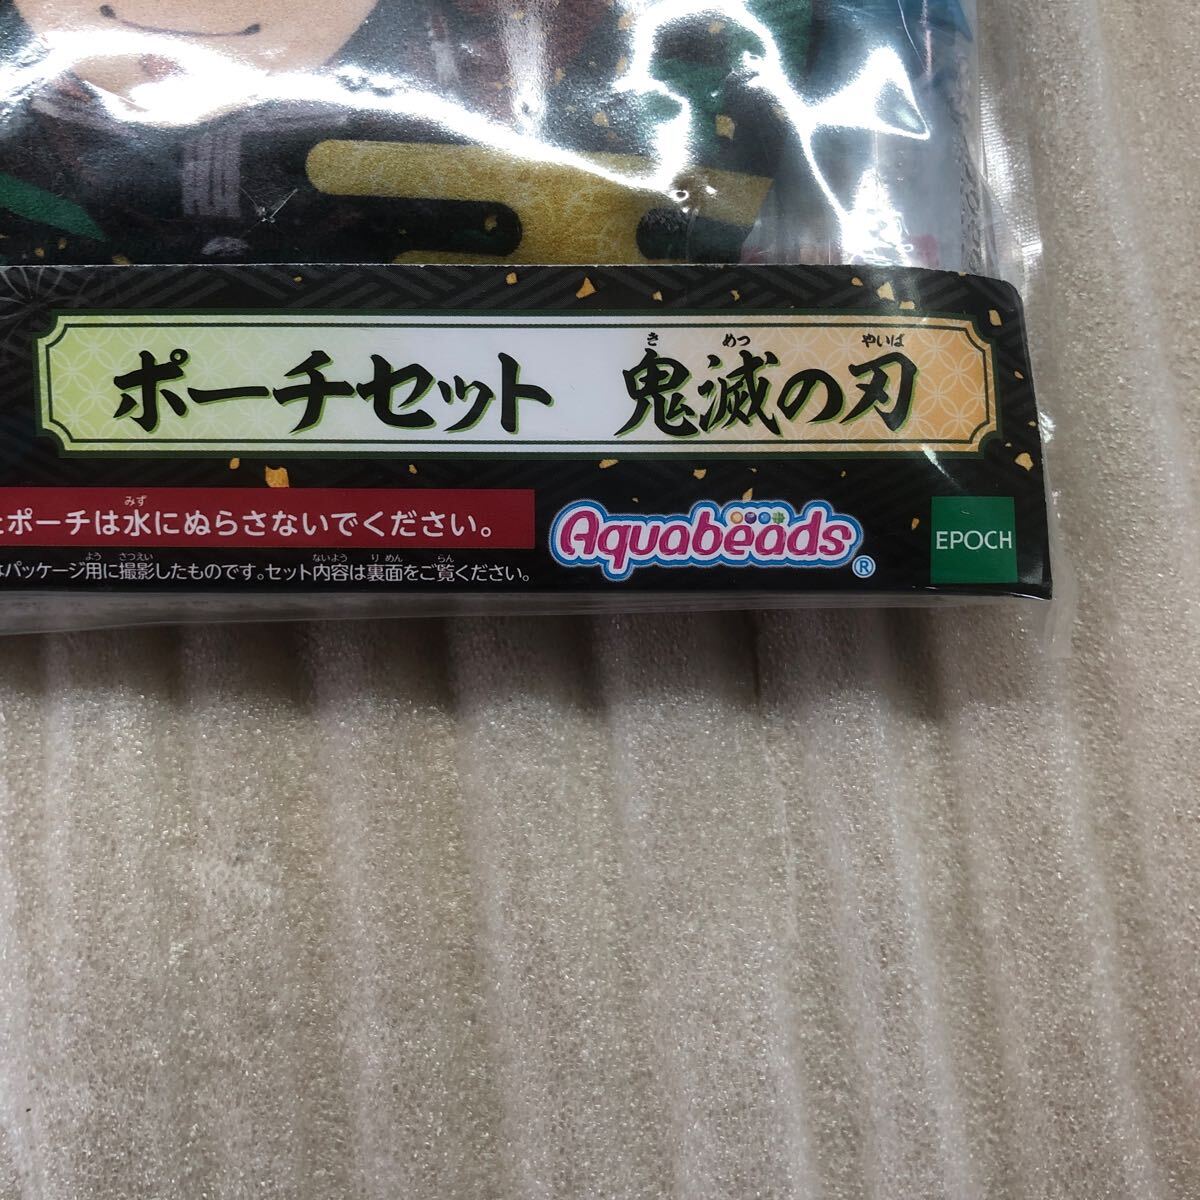 ポーチセット 鬼滅の刃
き めつ やいば
ポーチは水にぬらさないでください。
みず
パッケージ用に撮影したものです。セット内容は裏面をご覧ください。
よう さつえい ないよう りめん らん
Aquabeads®
EPOCH